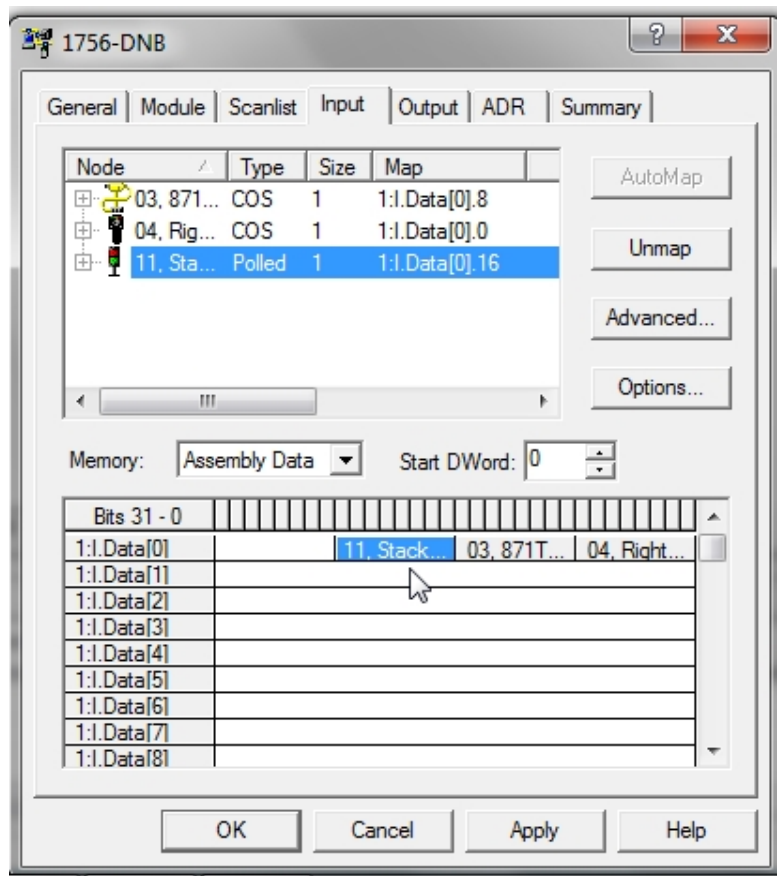 1756-DNB
General Module Scanlist Input Output ADR Summary
Node Type Size Map
AutoMap
03, 871... COS 1 1:I.Data[0].8
04, Rig... COS 1 1:I.Data[0].0
Unmap
11, Sta... Polled 1 1:I.Data[0].16
Advanced...
Options...
Memory: Assembly Data Start DWord: 0
Bits 31 - 0
1:I.Data[0] 11, Stack... 03, 871T... 04, Right...
1:I.Data[1]
1:I.Data[2]
1:I.Data[3]
1:I.Data[4]
1:I.Data[5]
1:I.Data[6]
1:I.Data[7]
1:I.Data[8]
OK Cancel Apply Help